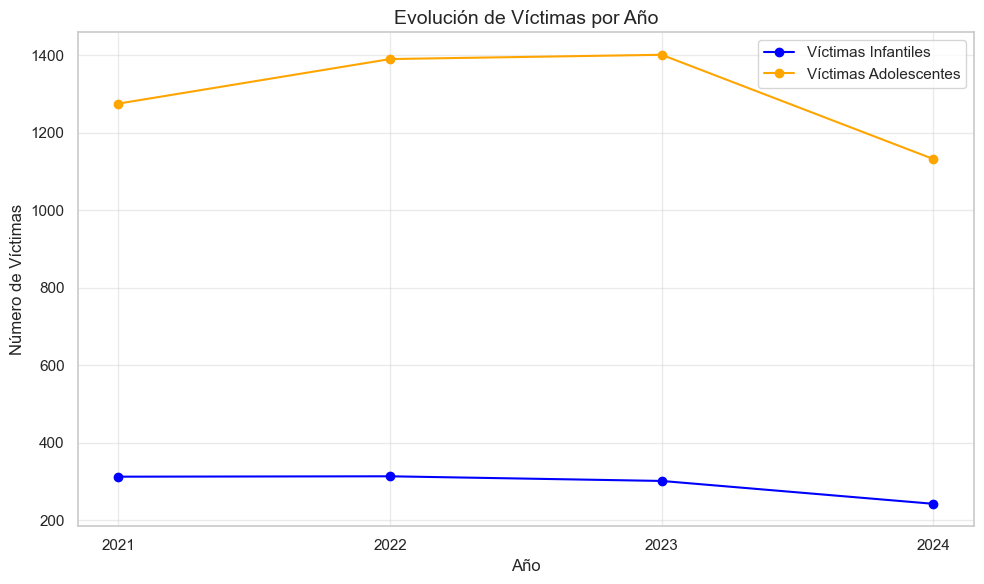 Evolución de Víctimas por Año
Víctimas Infantiles
Víctimas Adolescentes
Número de Víctimas
1400
1200
1000
800
600
400
200
2021
2022
2023
2024
Año